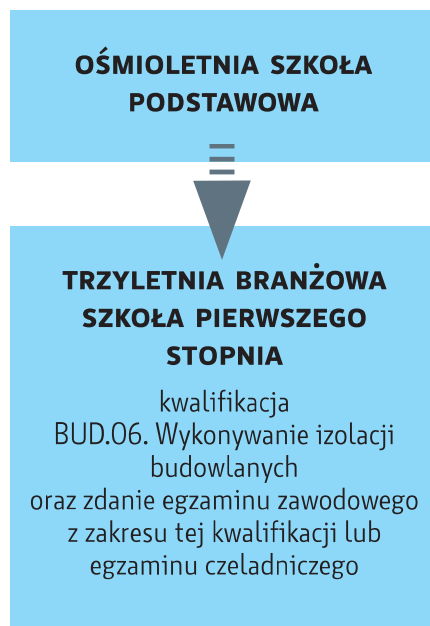 OŚMIOLETNIA SZKOŁA
PODSTAWOWA
TRZYLETNIA BRANŻOWA
SZKOŁA PIERWSZEGO
STOPNIA
kwalifikacja
BUD.06. Wykonywanie izolacji
budowlanych
oraz zdanie egzaminu zawodowego
z zakresu tej kwalifikacji lub
egzaminu czeladniczego